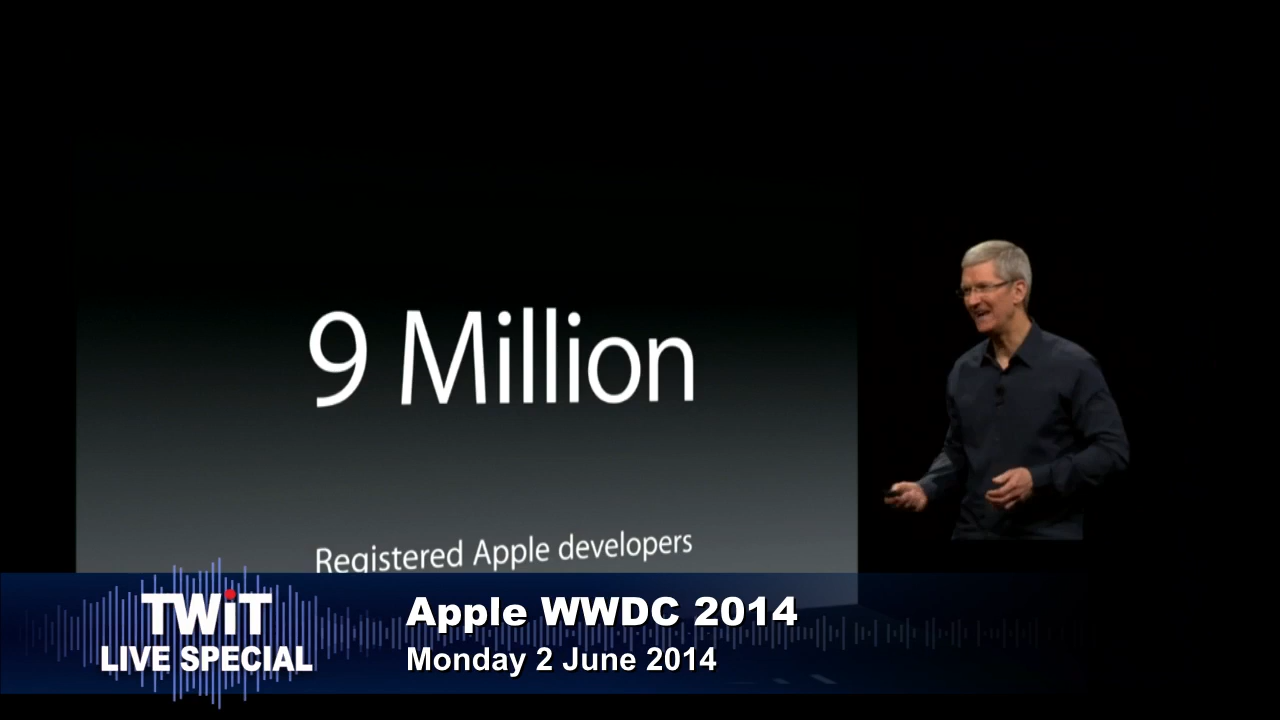 9 Million
Registered Apple developers
TWiT
LIVE SPECIAL
Apple WWDC 2014
Monday 2 June 2014